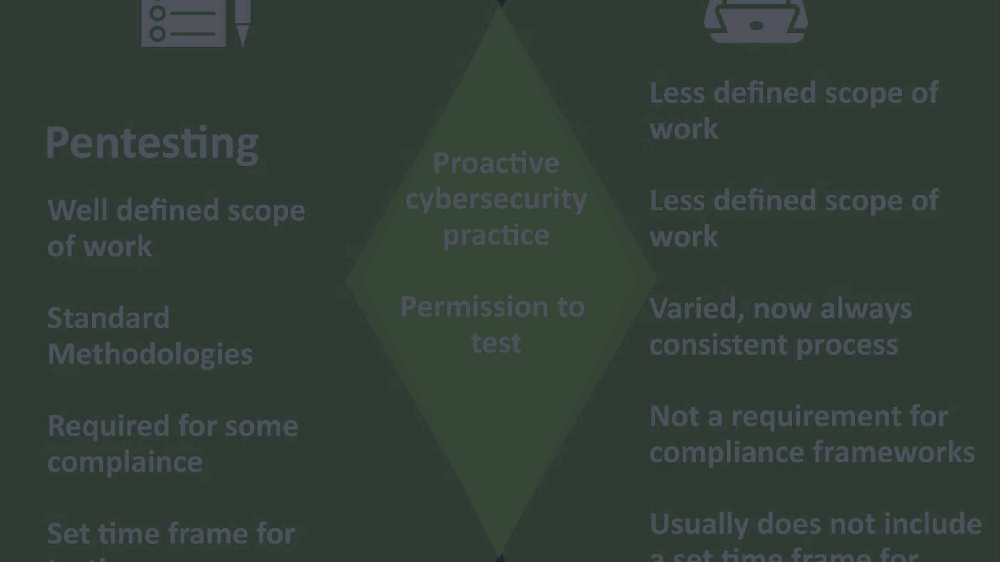 Pentesting
Well defined scope
of work
Standard
Methodologies
Required for some
complaince
Set time frame for
Proactive
cybersecurity
practice
Permission to
test
Less defined scope of
work
Less defined scope of
work
Varied, now always
consistent process
Not a requirement for
compliance frameworks
Usually does not include
a set time frame for